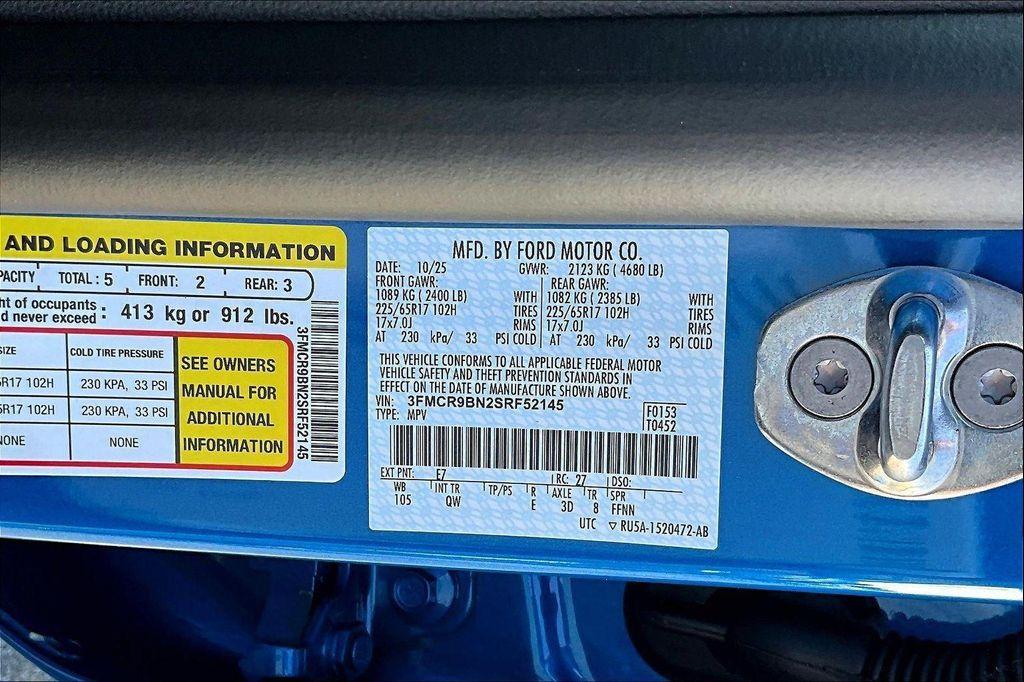 AND LOADING INFORMATION
PACITY TOTAL: 5 FRONT: 2 REAR: 3
ht of occupants
d never exceed : 413 kg or 912 lbs.
SIZE COLD TIRE PRESSURE
5R17 102H 230 KPA, 33 PSI
5R17 102H 230 KPA, 33 PSI
NONE NONE
SEE OWNERS
MANUAL FOR
ADDITIONAL
INFORMATION
3FMCR9BN2SRF52145
MFD. BY FORD MOTOR CO.
DATE: 10/25 GVWR: 2123 KG ( 4680 LB)
FRONT GAWR: REAR GAWR:
1089 KG ( 2400 LB) WITH 1082 KG ( 2385 LB) WITH
225/65R17 102H TIRES 225/65R17 102H TIRES
17x7.0J RIMS 17x7.0J RIMS
AT 230 kPa/ 33 PSI COLD AT 230 kPa/ 33 PSI COLD
THIS VEHICLE CONFORMS TO ALL APPLICABLE FEDERAL MOTOR
VEHICLE SAFETY AND THEFT PREVENTION STANDARDS IN
EFFECT ON THE DATE OF MANUFACTURE SHOWN ABOVE.
VIN: 3FMCR9BN2SRF52145 F0153
TYPE: MPV T0452
EXT PNT: E7 RC: 27 DSO:
WB INT TR TP/PS R AXLE TR SPR
105 QW E 3D 8 FFNN
UTC ▽ RU5A-1520472-AB